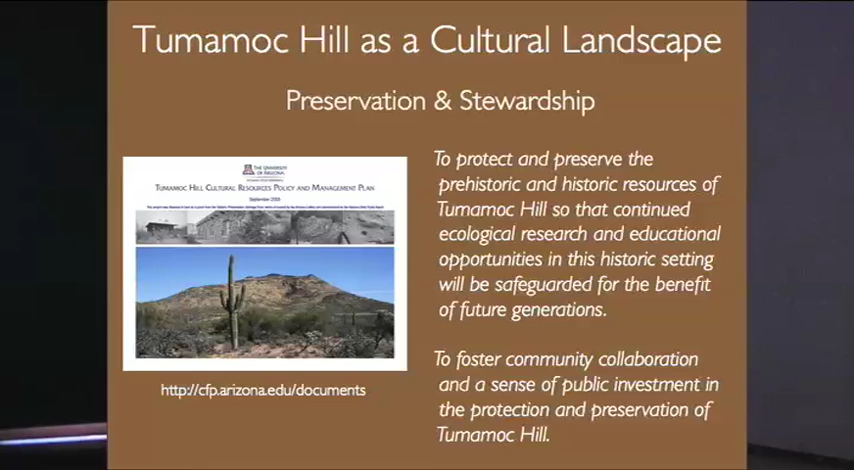 Tumamoc Hill as a Cultural Landscape
Preservation & Stewardship
THE UNIVERSITY
OF ARIZONA
TUMAMOC HILL CULTURAL RESOURCES POLICY AND MANAGEMENT PLAN
http://cfp.arizona.edu/documents
To protect and preserve the
prehistoric and historic resources of
Tumamoc Hill so that continued
ecological research and educational
opportunities in this historic setting
will be safeguarded for the benefit
of future generations.
To foster community collaboration
and a sense of public investment in
the protection and preservation of
Tumamoc Hill.